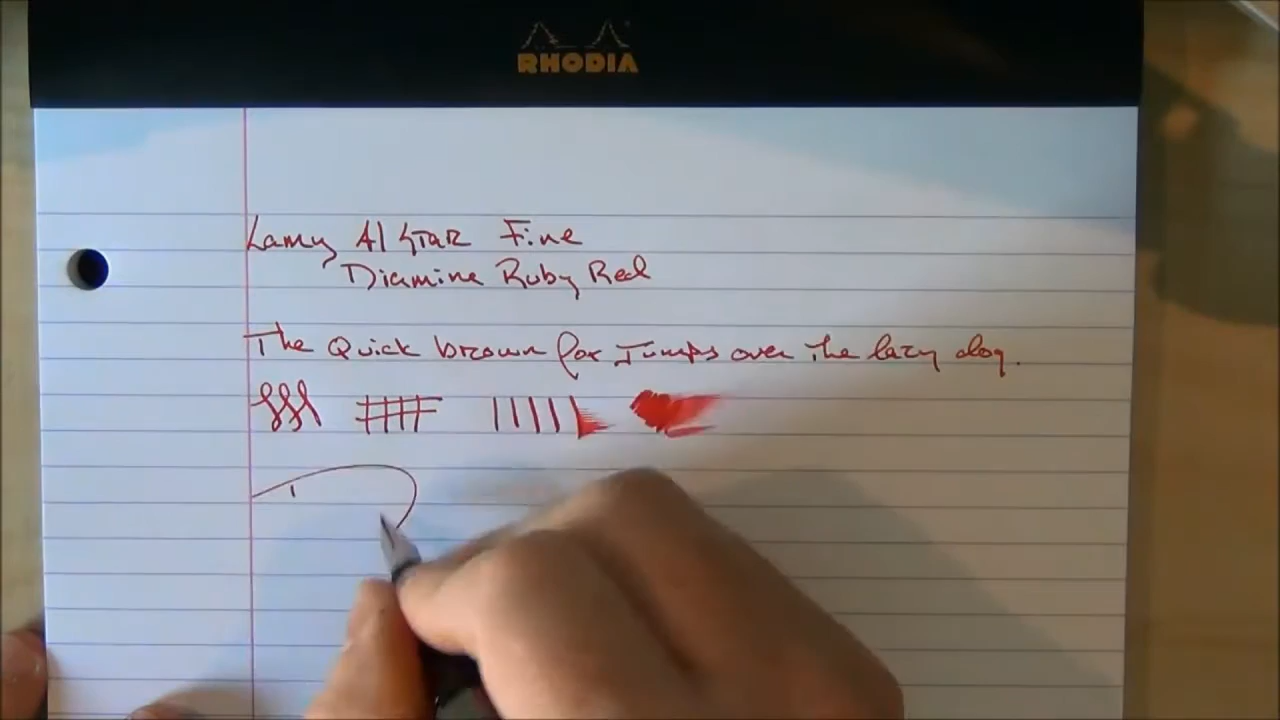 RHODIA
Lamy Al Star Fine
Diamine Ruby Red
The Quick brown fox Jumps over the lazy dog.